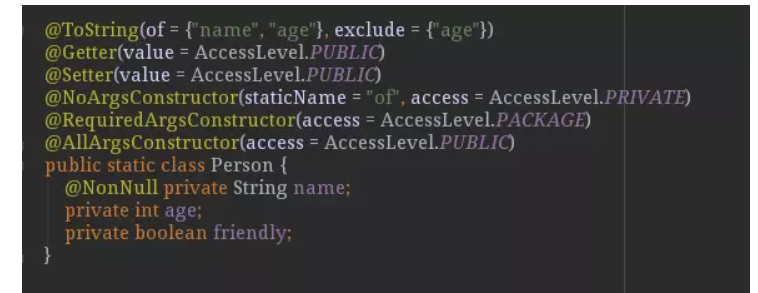 @ToString(of = {"name", "age"}, exclude = {"age"})
@Getter(value = AccessLevel.PUBLIC)
@Setter(value = AccessLevel.PUBLIC)
@NoArgsConstructor(staticName = "of", access = AccessLevel.PRIVATE)
@RequiredArgsConstructor(access = AccessLevel.PACKAGE)
@AllArgsConstructor(access = AccessLevel.PUBLIC)
public static class Person {
@NonNull private String name;
private int age;
private boolean friendly;
}